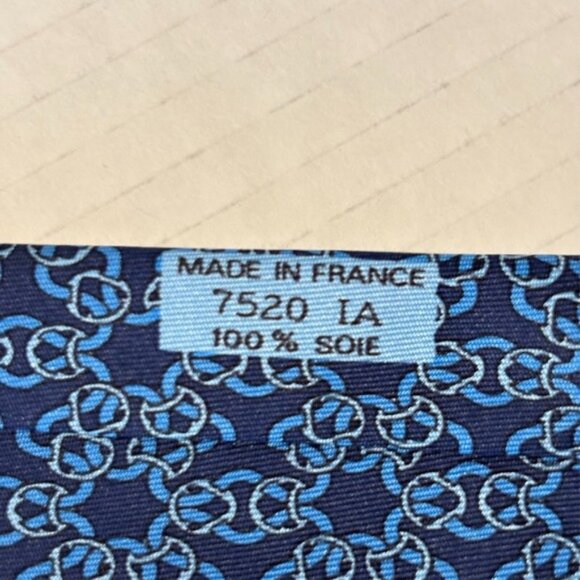 MADE IN FRANCE
7520 IA
100 % SOIE